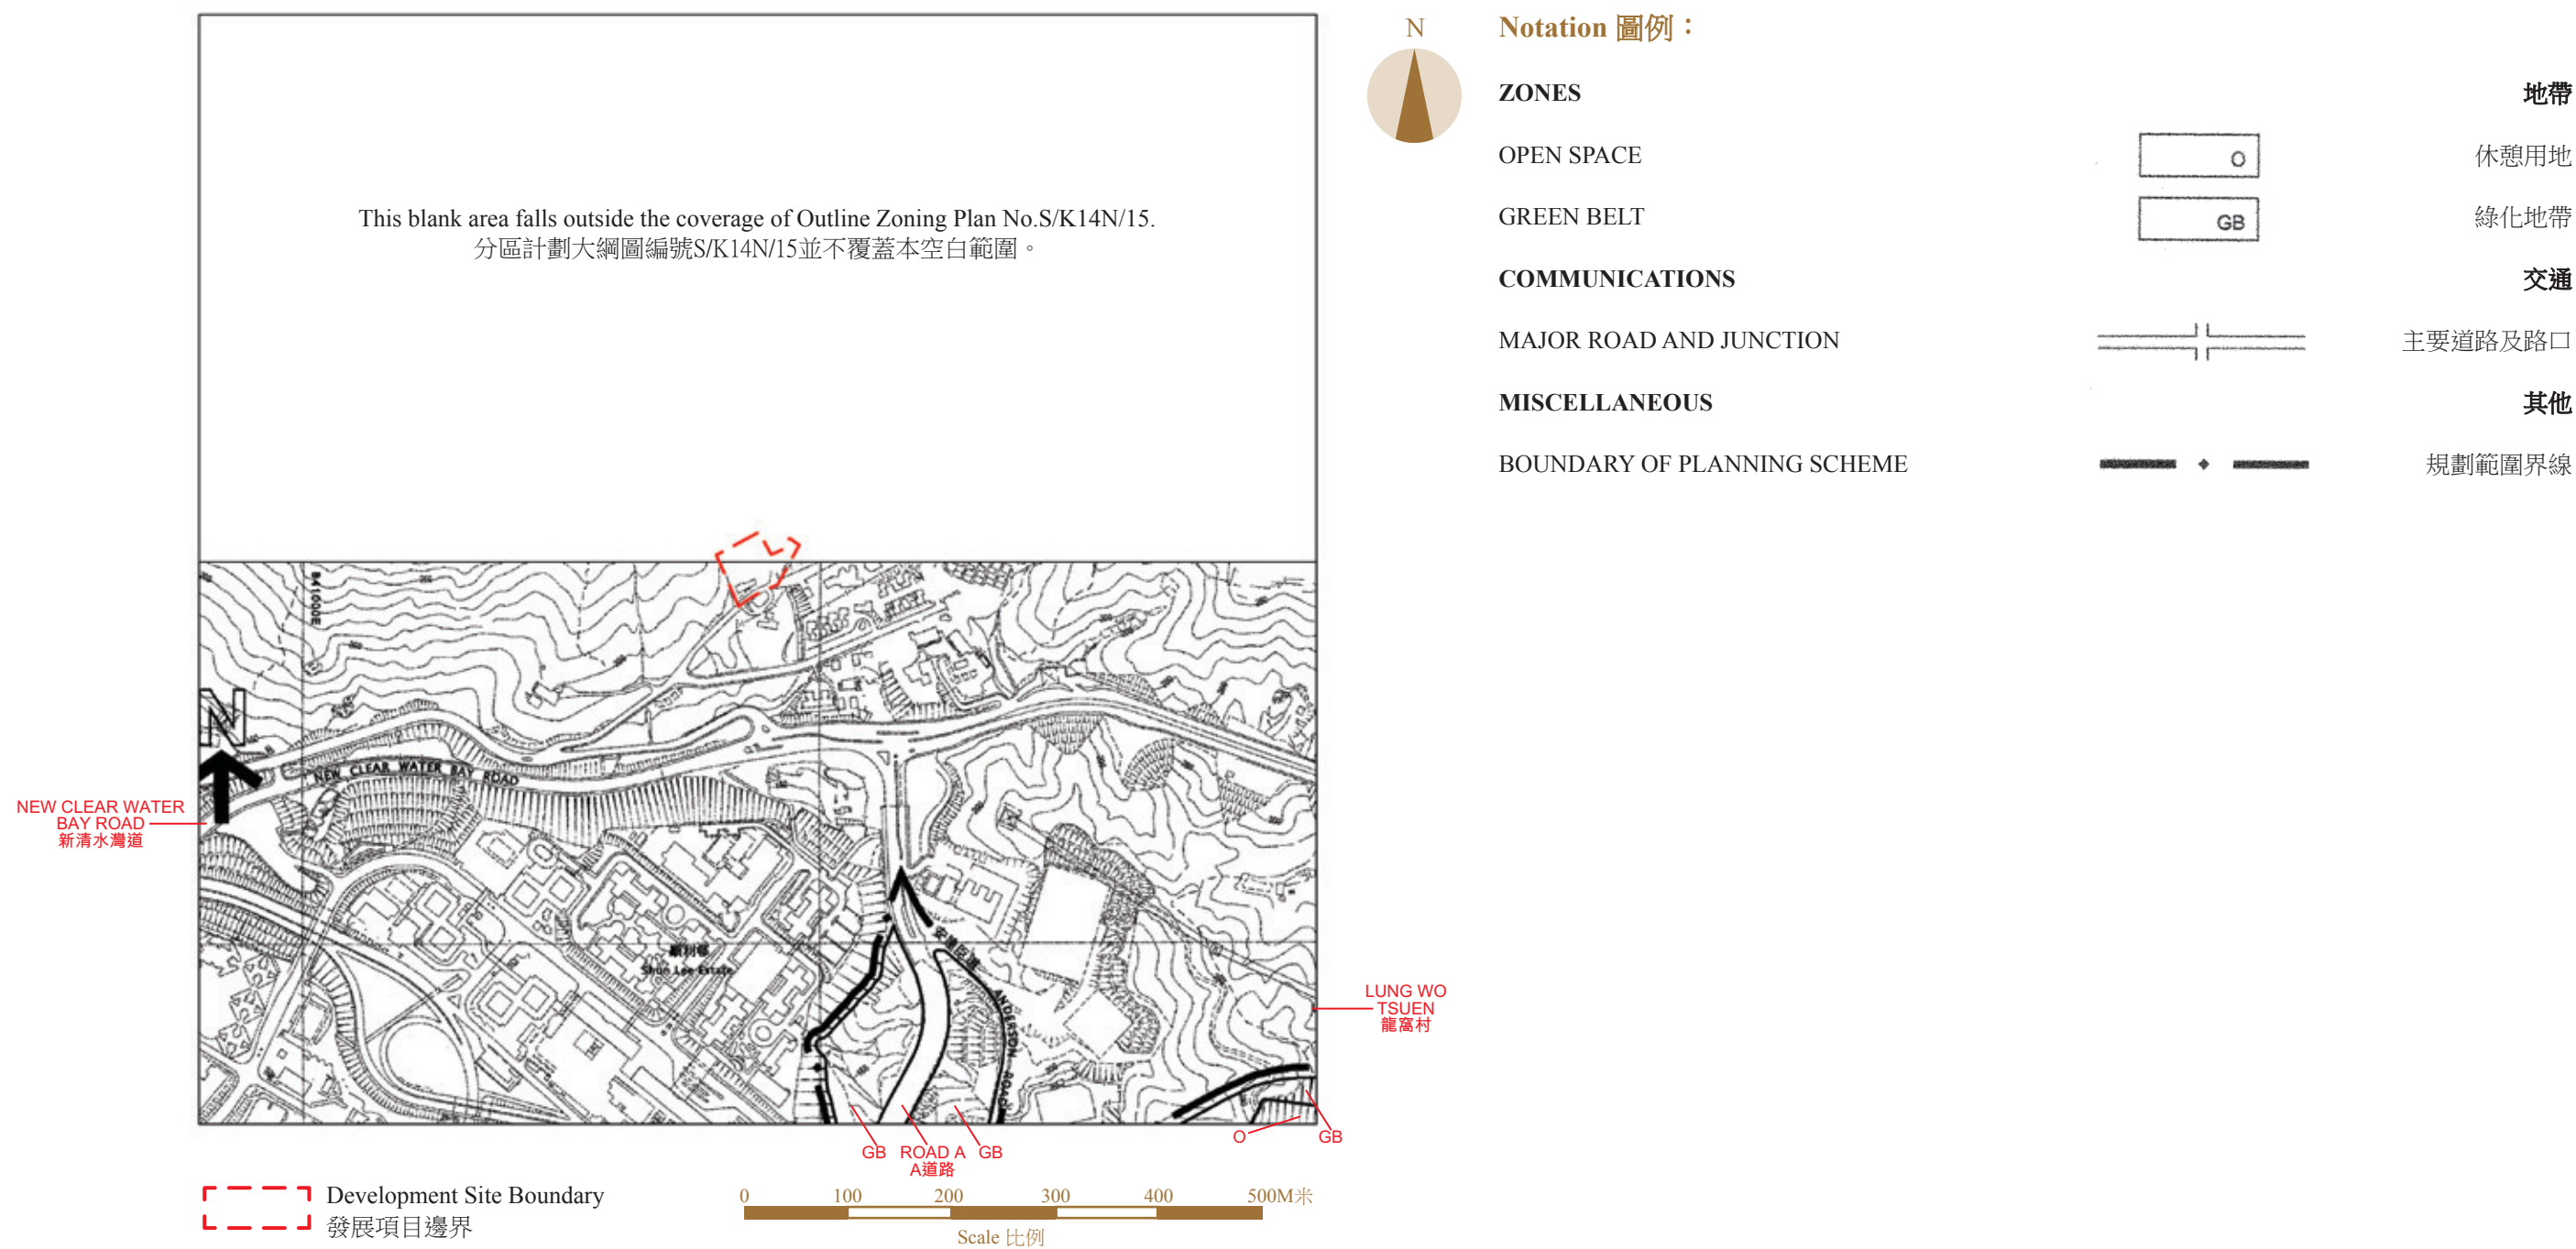 This blank area falls outside the coverage of Outline Zoning Plan No.S/K14N/15.
分區計劃大綱圖編號S/K14N/15並不覆蓋本空白範圍。
N
Notation 圖例：
ZONES 地帶
OPEN SPACE O 休憩用地
GREEN BELT GB 綠化地帶
COMMUNICATIONS 交通
MAJOR ROAD AND JUNCTION 主要道路及路口
MISCELLANEOUS 其他
BOUNDARY OF PLANNING SCHEME 規劃範圍界線
N
NEW CLEAR WATER BAY ROAD
NEW CLEAR WATER
BAY ROAD
新清水灣道
順利邨
Shun Lee Estate
安達臣道
ANDERSON ROAD
LUNG WO
TSUEN
龍窩村
GB
ROAD A
A道路
GB
O
GB
Development Site Boundary
發展項目邊界
0 100 200 300 400 500M米
Scale 比例